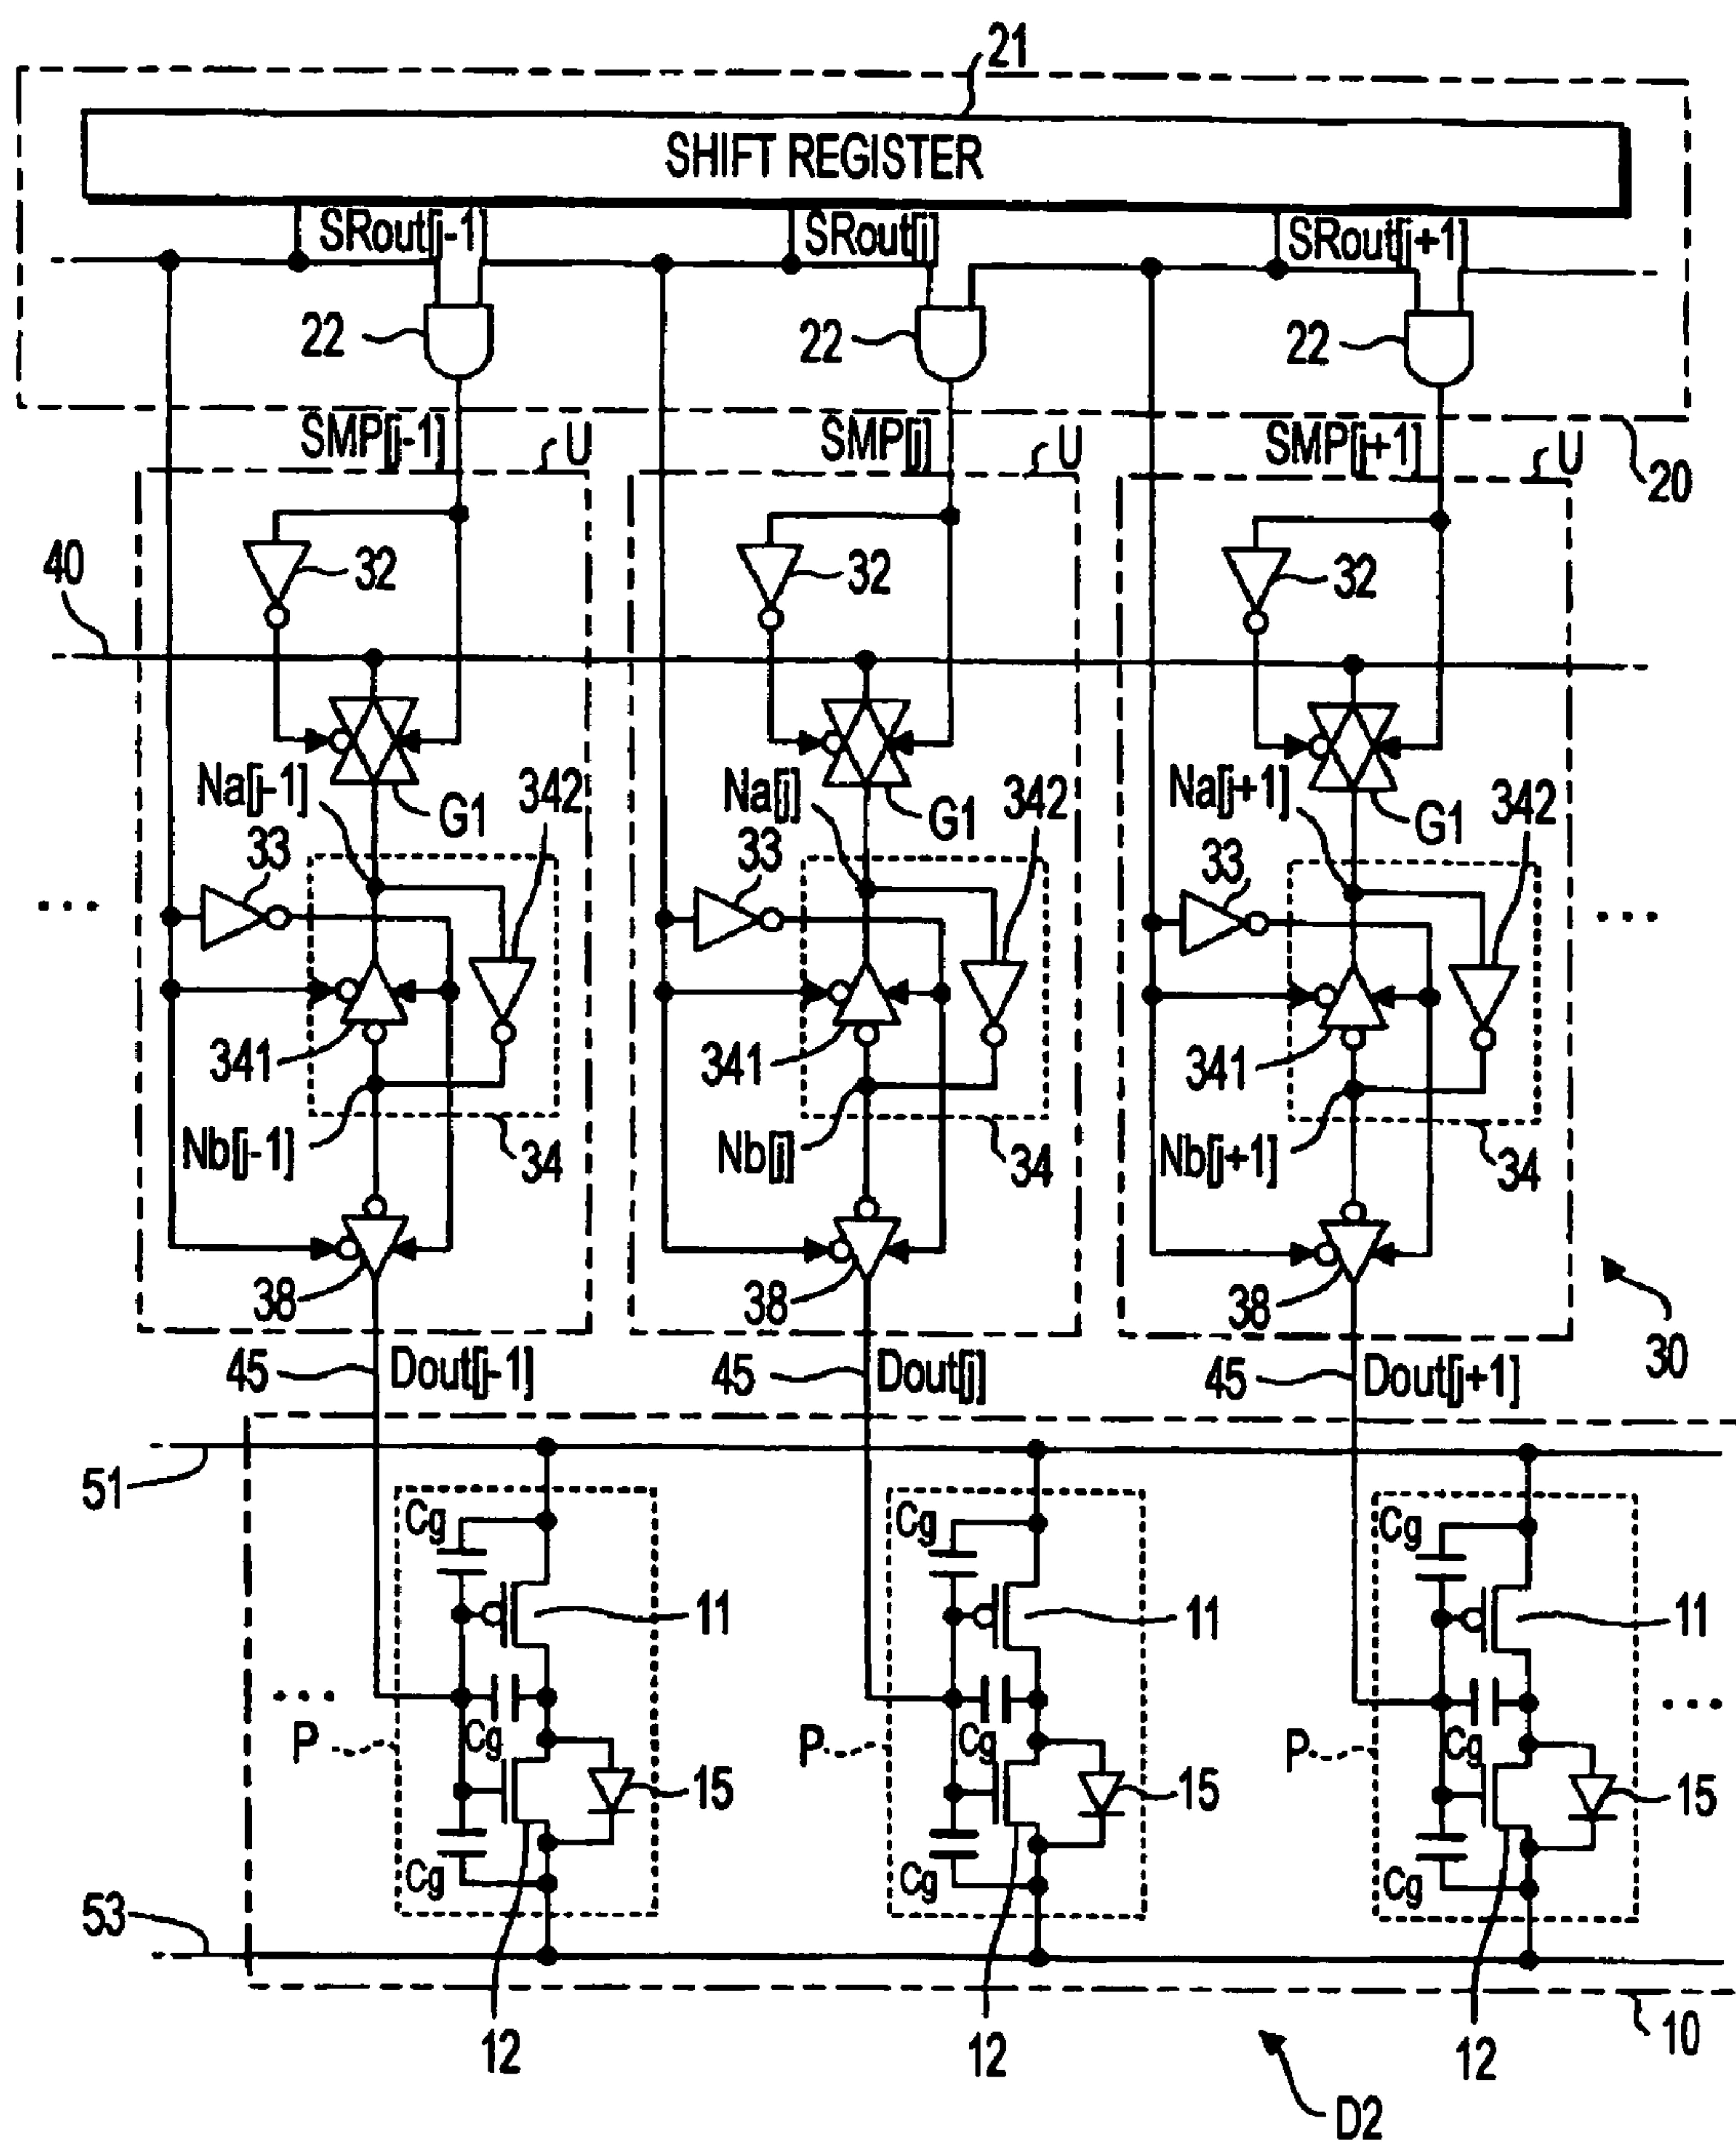 21
SHIFT REGISTER
SRout[j-1] SRout[j] SRout[j+1]
22 22 22
SMP[j-1] U SMP[j] U SMP[j+1] U
20
40 32 32 32
Na[j-1] G1 342 Na[j] G1 342 Na[j+1] G1 342
33 33 33
... ...
341 341 341
Nb[j-1] 34 Nb[j] 34 Nb[j+1] 34
38 38 38
30
45 Dout[j-1] 45 Dout[j] 45 Dout[j+1]
51
Cg Cg Cg
11 11 11
... ...
P Cg P Cg P Cg
15 15 15
Cg Cg Cg
53
12 12 12
10
D2